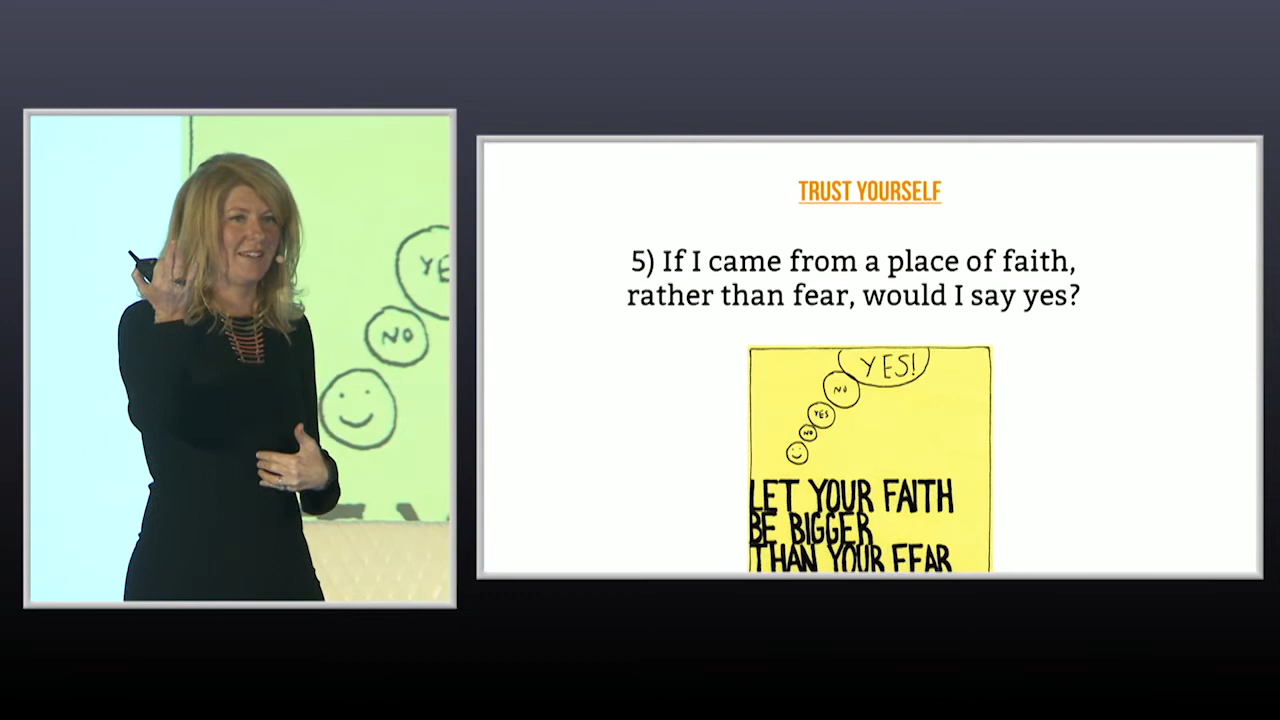 YE
NO
TRUST YOURSELF
5) If I came from a place of faith,
rather than fear, would I say yes?
YES!
NO
YES
NO
LET YOUR FAITH
BE BIGGER
THAN YOUR FEAR